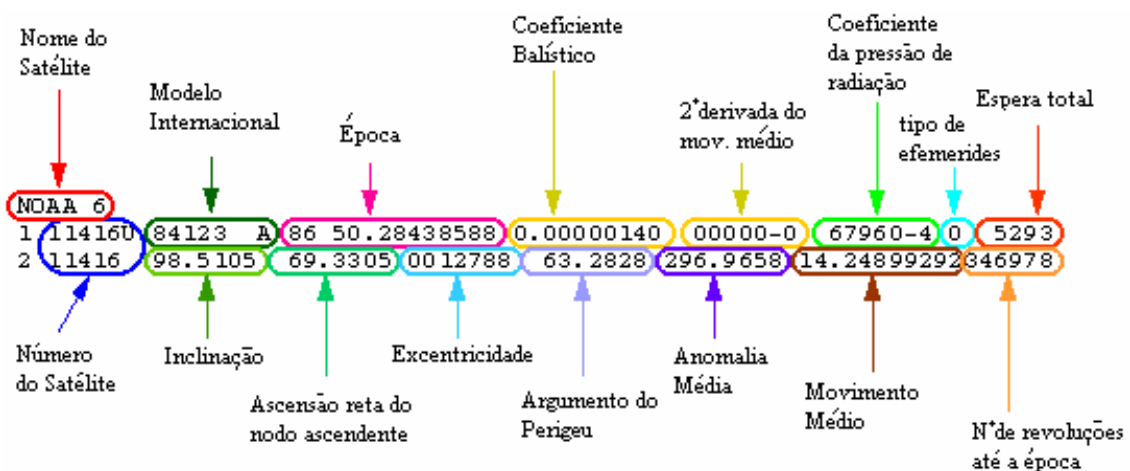 Nome do
Satélite
Modelo
Internacional
Época
Coeficiente
Balístico
2ª derivada do
mov. médio
Coeficiente
da pressão de
radiação
tipo de
efemerides
Espera total
NOAA 6
1 11416U 84123 A 86 50.28438588 0.00000140 00000-0 67960-4 0 5293
2 11416 98.5105 69.3305 0012788 63.2828 296.9658 14.24899292346978
Número
do Satélite
Inclinação
Ascensão reta do
nodo ascendente
Excentricidade
Argumento do
Perigeu
Anomalia
Média
Movimento
Médio
N°de revoluções
até a época